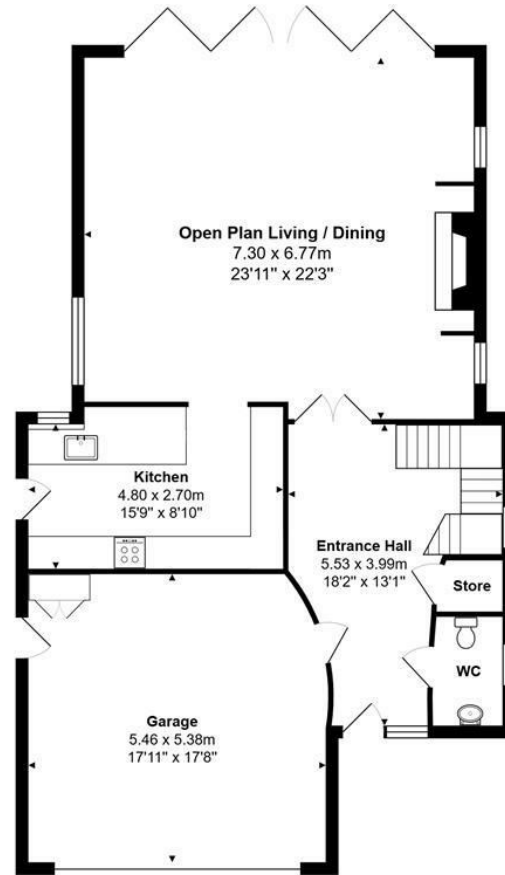 Open Plan Living / Dining
7.30 x 6.77m
23'11" x 22'3"
Kitchen
4.80 x 2.70m
15'9" x 8'10"
Entrance Hall
5.53 x 3.99m
18'2" x 13'1"
Store
WC
Garage
5.46 x 5.38m
17'11" x 17'8"